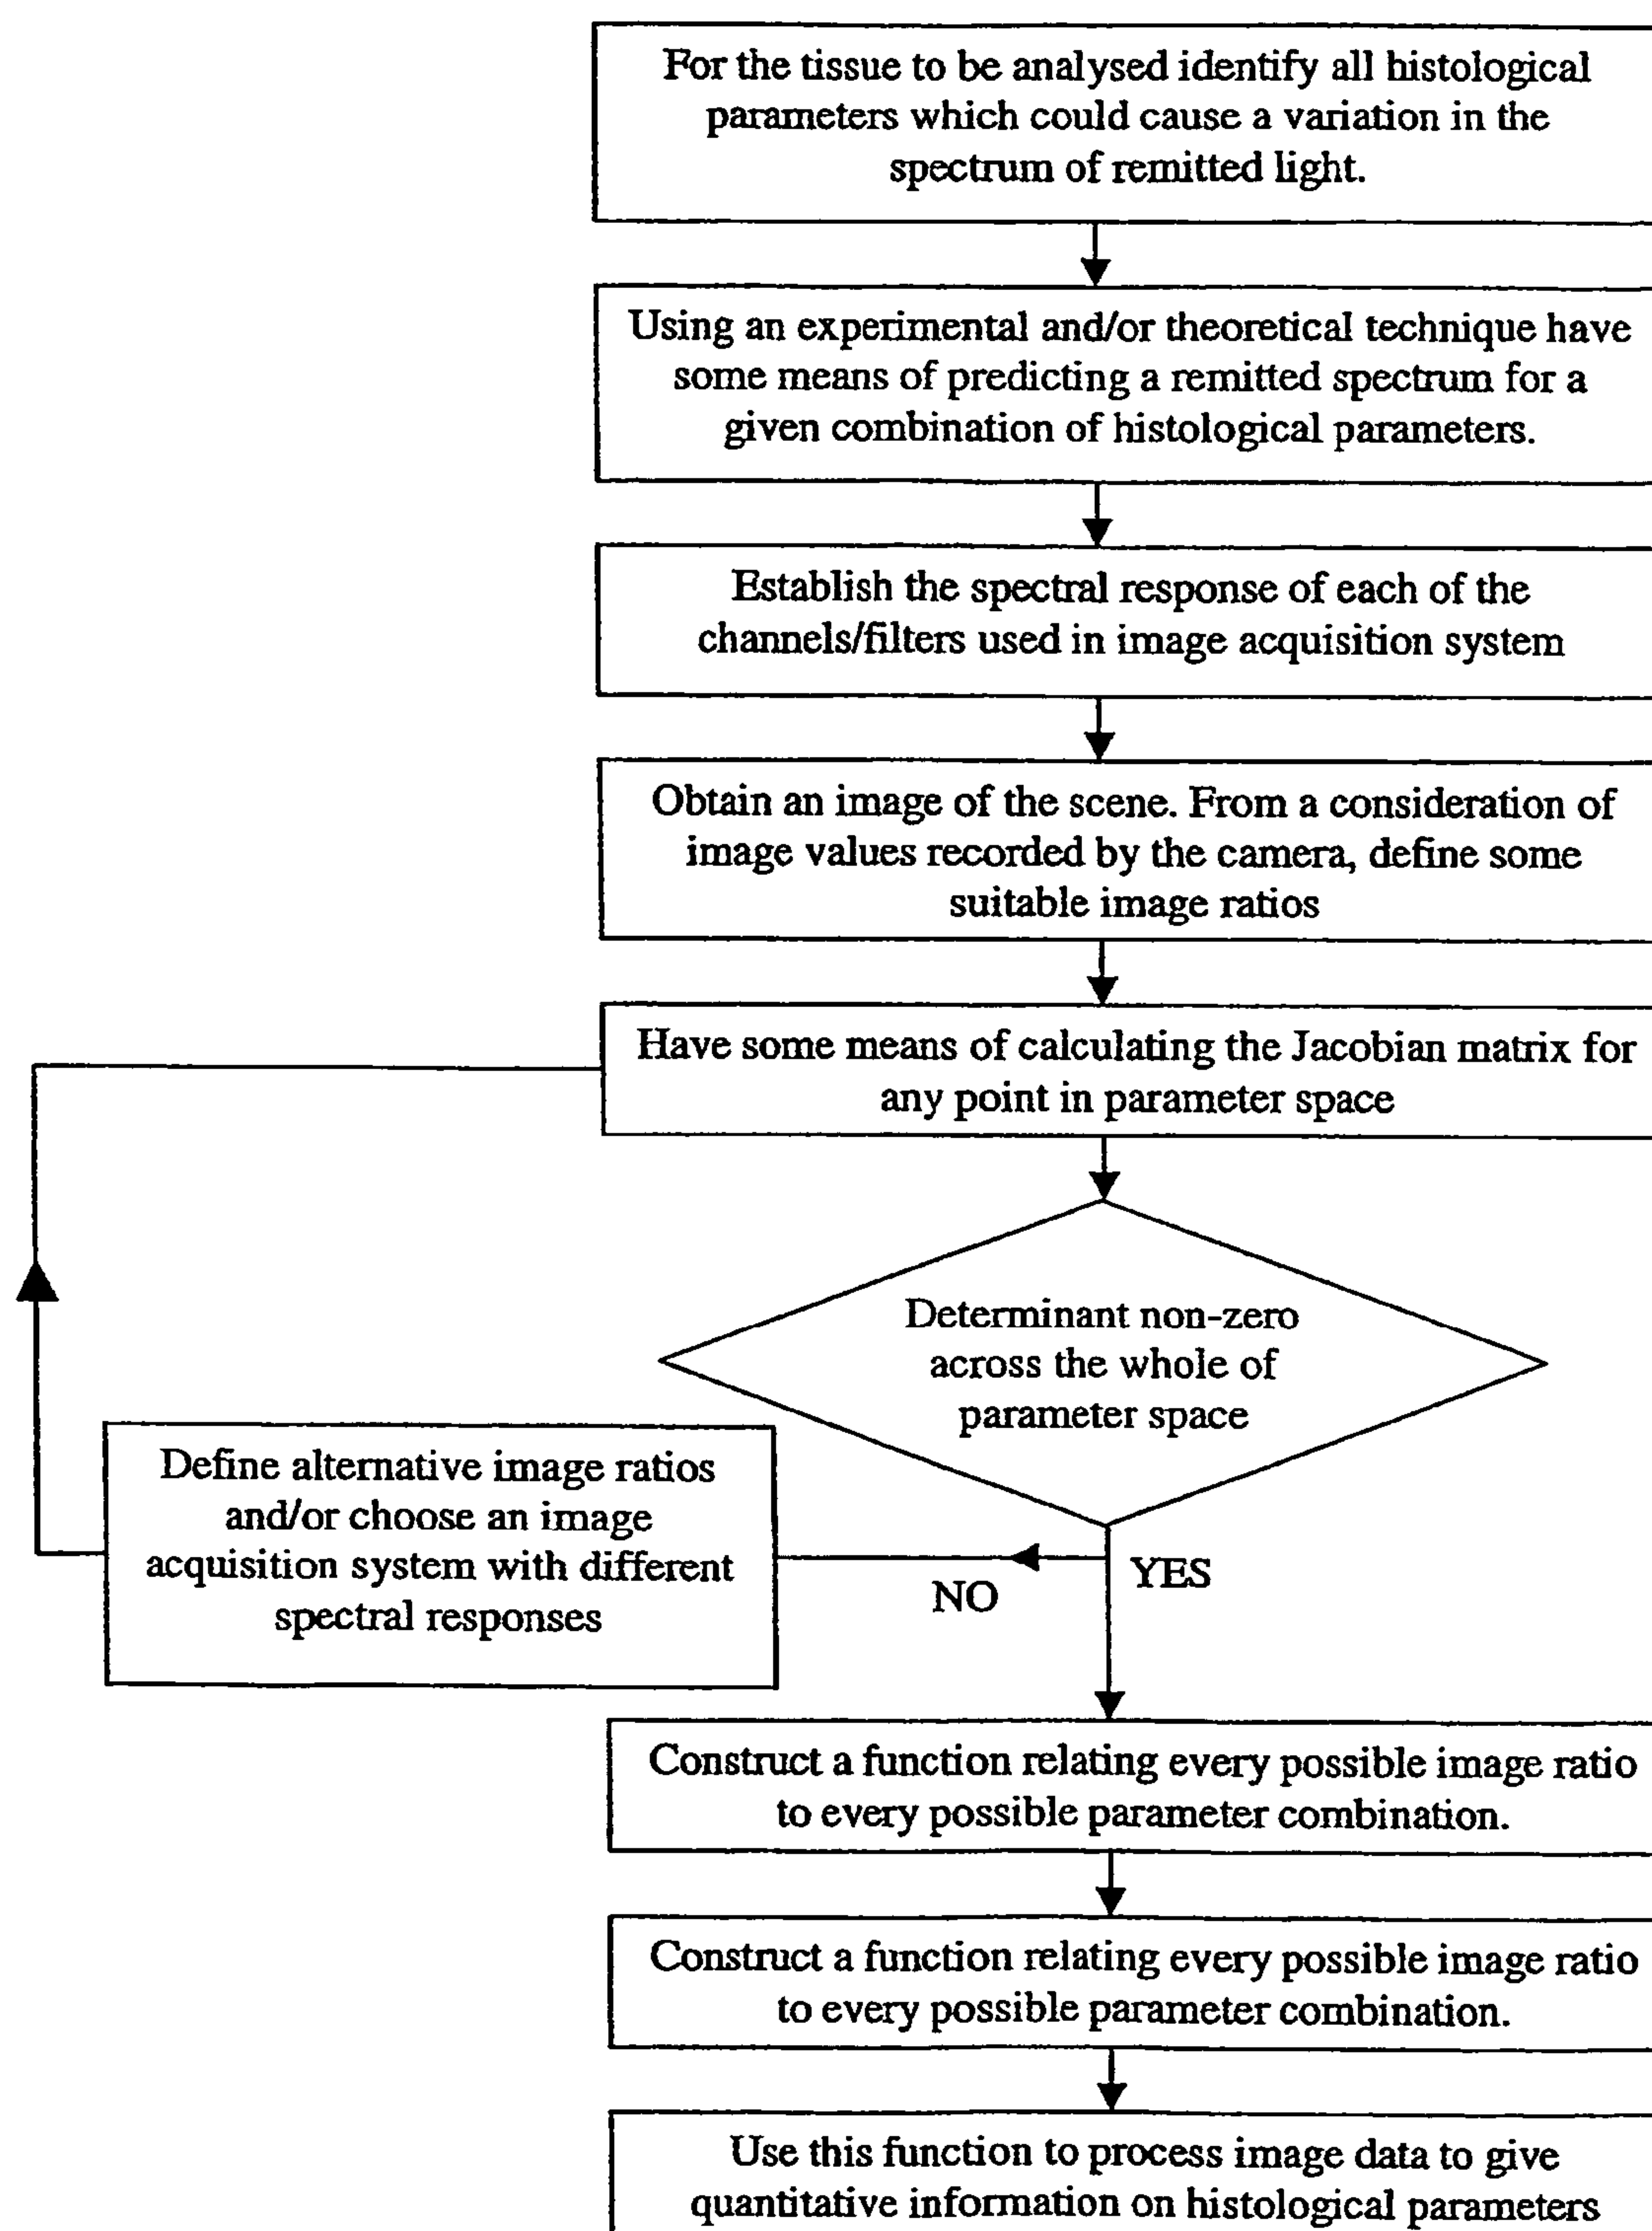 For the tissue to be analysed identify all histological
parameters which could cause a variation in the
spectrum of remitted light.
Using an experimental and/or theoretical technique have
some means of predicting a remitted spectrum for a
given combination of histological parameters.
Establish the spectral response of each of the
channels/filters used in image acquisition system
Obtain an image of the scene. From a consideration of
image values recorded by the camera, define some
suitable image ratios
Have some means of calculating the Jacobian matrix for
any point in parameter space
Determinant non-zero
across the whole of
parameter space
Define alternative image ratios
and/or choose an image
acquisition system with different
spectral responses
NO
YES
Construct a function relating every possible image ratio
to every possible parameter combination.
Construct a function relating every possible image ratio
to every possible parameter combination.
Use this function to process image data to give
quantitative information on histological parameters